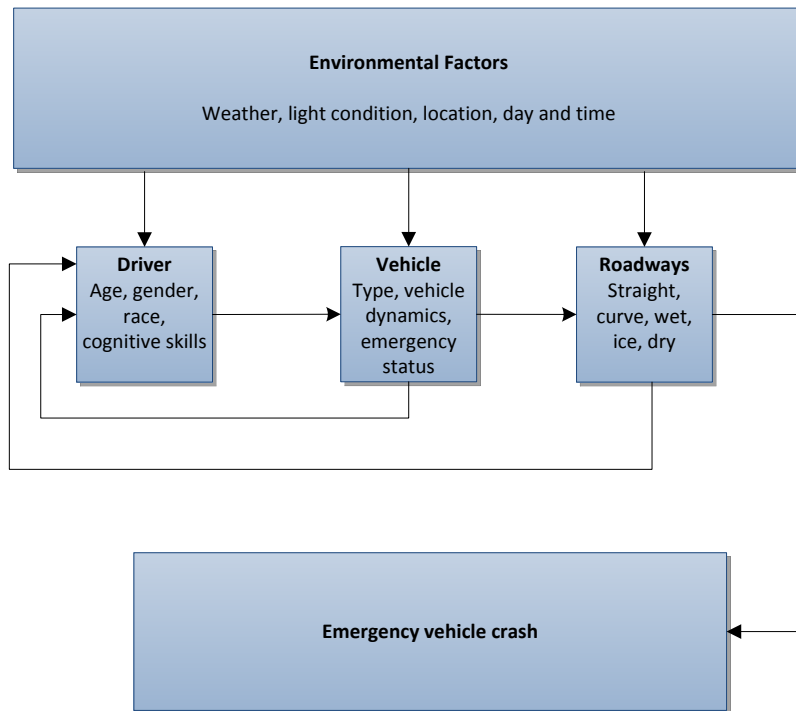 Environmental Factors
Weather, light condition, location, day and time
Driver
Age, gender,
race,
cognitive skills
Vehicle
Type, vehicle
dynamics,
emergency
status
Roadways
Straight,
curve, wet,
ice, dry
Emergency vehicle crash